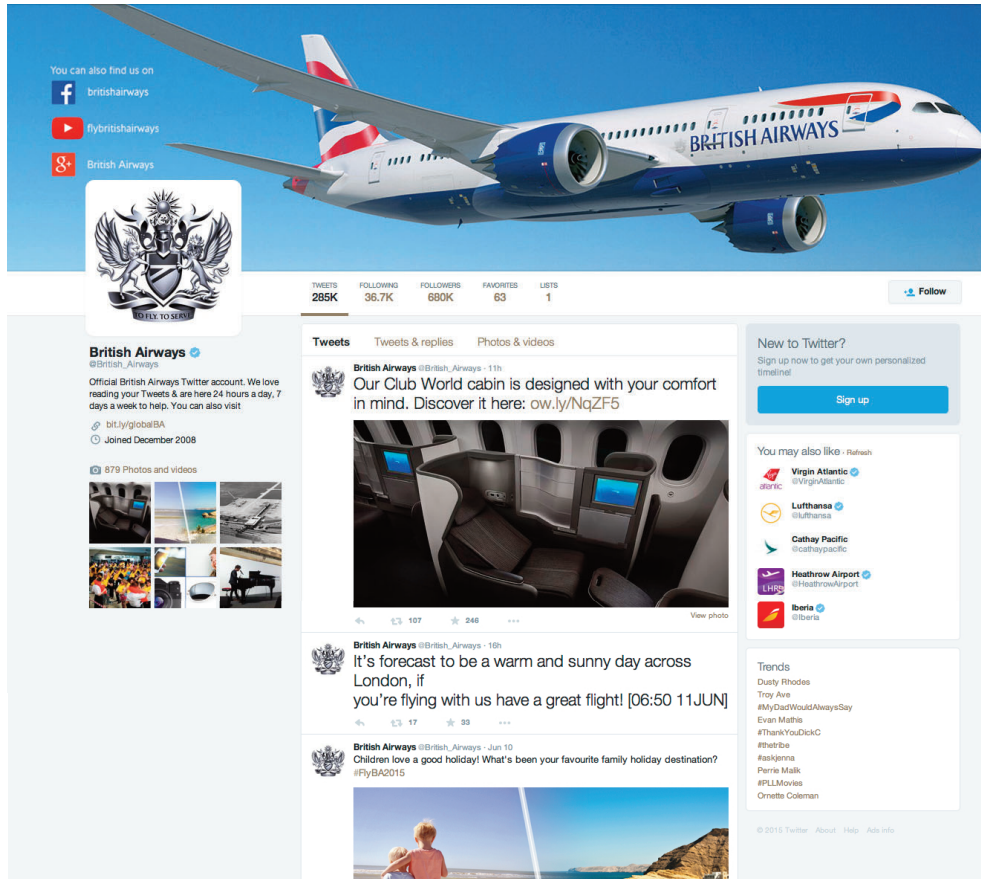 You can also find us on
britishairways
flybritishairways
British Airways
BRITISH AIRWAYS
TO FLY. TO SERVE
TWEETS
285K
FOLLOWING
36.7K
FOLLOWERS
680K
FAVORITES
63
LISTS
1
Follow
British Airways
@British_Airways
Official British Airways Twitter account. We love
reading your Tweets & are here 24 hours a day, 7
days a week to help. You can also visit
bit.ly/globalBA
Joined December 2008
879 Photos and videos
Tweets Tweets & replies Photos & videos
British Airways @British_Airways · 11h
Our Club World cabin is designed with your comfort
in mind. Discover it here: ow.ly/NqZF5
View photo
107 246
British Airways @British_Airways · 16h
It's forecast to be a warm and sunny day across
London, if
you're flying with us have a great flight! [06:50 11JUN]
17 33
British Airways @British_Airways · Jun 10
Children love a good holiday! What's been your favourite family holiday destination?
#FlyBA2015
New to Twitter?
Sign up now to get your own personalized
timeline!
Sign up
You may also like · Refresh
Virgin Atlantic
@VirginAtlantic
atlantic
Lufthansa
@lufthansa
Cathay Pacific
@cathaypacific
Heathrow Airport
@HeathrowAirport
LHR
Iberia
@Iberia
Trends
Dusty Rhodes
Troy Ave
#MyDadWouldAlwaysSay
Evan Mathis
#ThankYouDickC
#thetribe
#askjenna
Perrie Malik
#PLLMovies
Ornette Coleman
© 2015 Twitter About Help Ads info